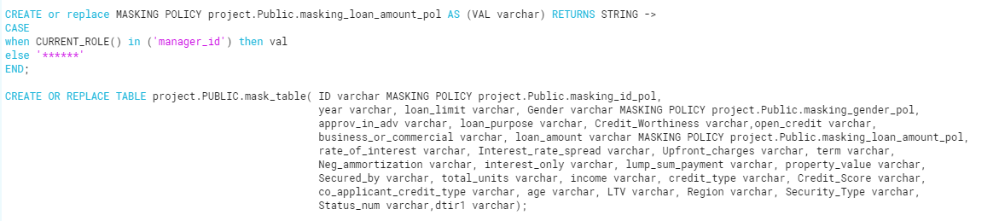 CREATE or replace MASKING POLICY project.Public.masking_loan_amount_pol AS (VAL varchar) RETURNS STRING ->
CASE
when CURRENT_ROLE() in ('manager_id') then val
else '******'
END;
CREATE OR REPLACE TABLE project.PUBLIC.mask_table( ID varchar MASKING POLICY project.Public.masking_id_pol,
year varchar, loan_limit varchar, Gender varchar MASKING POLICY project.Public.masking_gender_pol,
approv_in_adv varchar, loan_purpose varchar, Credit_Worthiness varchar,open_credit varchar,
business_or_commercial varchar, loan_amount varchar MASKING POLICY project.Public.masking_loan_amount_pol,
rate_of_interest varchar, Interest_rate_spread varchar, Upfront_charges varchar, term varchar,
Neg_ammortization varchar, interest_only varchar, lump_sum_payment varchar, property_value varchar,
Secured_by varchar, total_units varchar, income varchar, credit_type varchar, Credit_Score varchar,
co_applicant_credit_type varchar, age varchar, LTV varchar, Region varchar, Security_Type varchar,
Status_num varchar,dtir1 varchar);